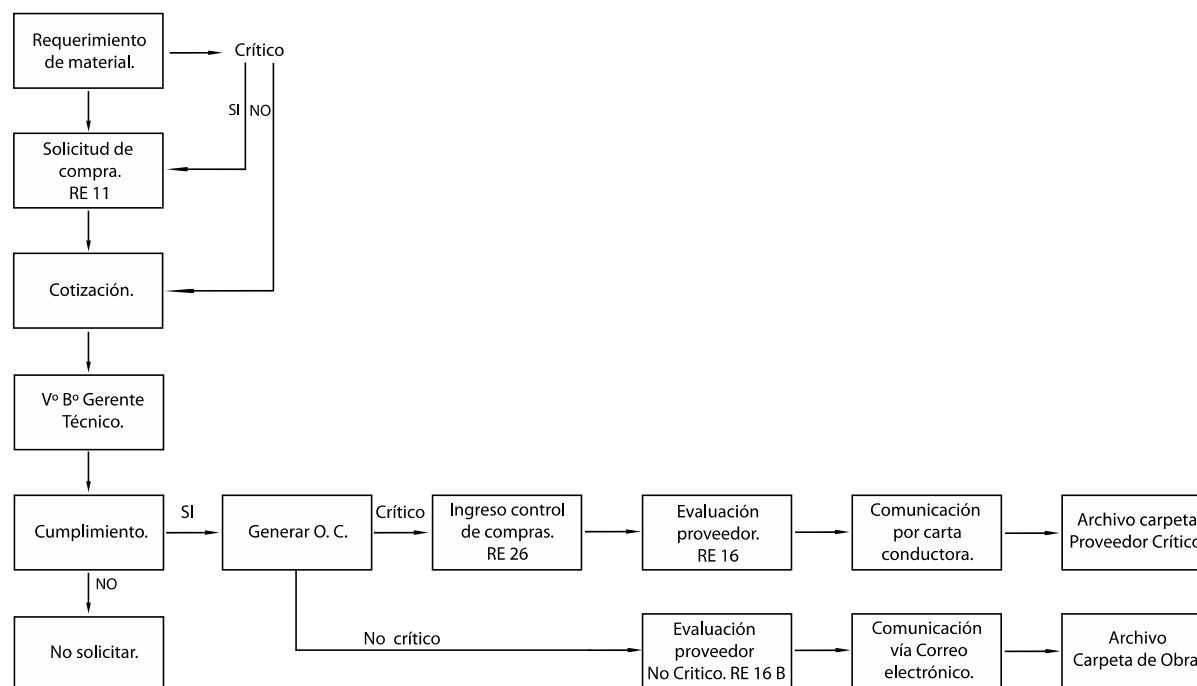 Requerimiento
de material.
Crítico
SI
NO
Solicitud de
compra.
RE 11
Cotización.
Vº Bº Gerente
Técnico.
Cumplimiento.
SI
Generar O. C.
Crítico
Ingreso control
de compras.
RE 26
Evaluación
proveedor.
RE 16
Comunicación
por carta
conductora.
Archivo carpeta
Proveedor Crítico
NO
No solicitar.
No crítico
Evaluación
proveedor
No Critico. RE 16 B
Comunicación
vía Correo
electrónico.
Archivo
Carpeta de Obra